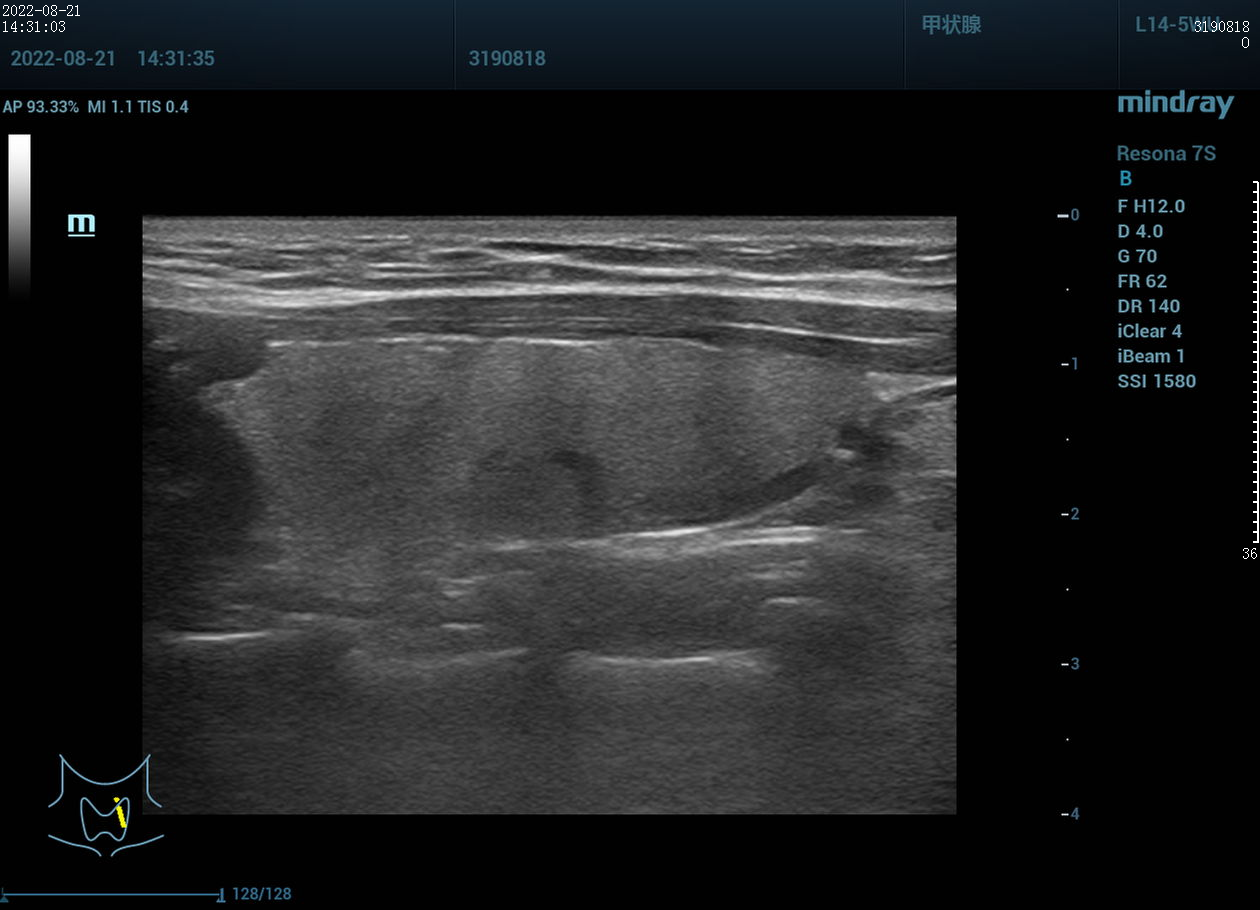 2022-08-21
14:31:03
2022-08-21 14:31:35
3190818
甲状腺
L14-5W
3190818
0
AP 93.33% MI 1.1 TIS 0.4
mindray
Resona 7S
B
F H12.0
D 4.0
G 70
FR 62
DR 140
iClear 4
iBeam 1
SSI 1580
m
0
1
2
3
4
36
128/128